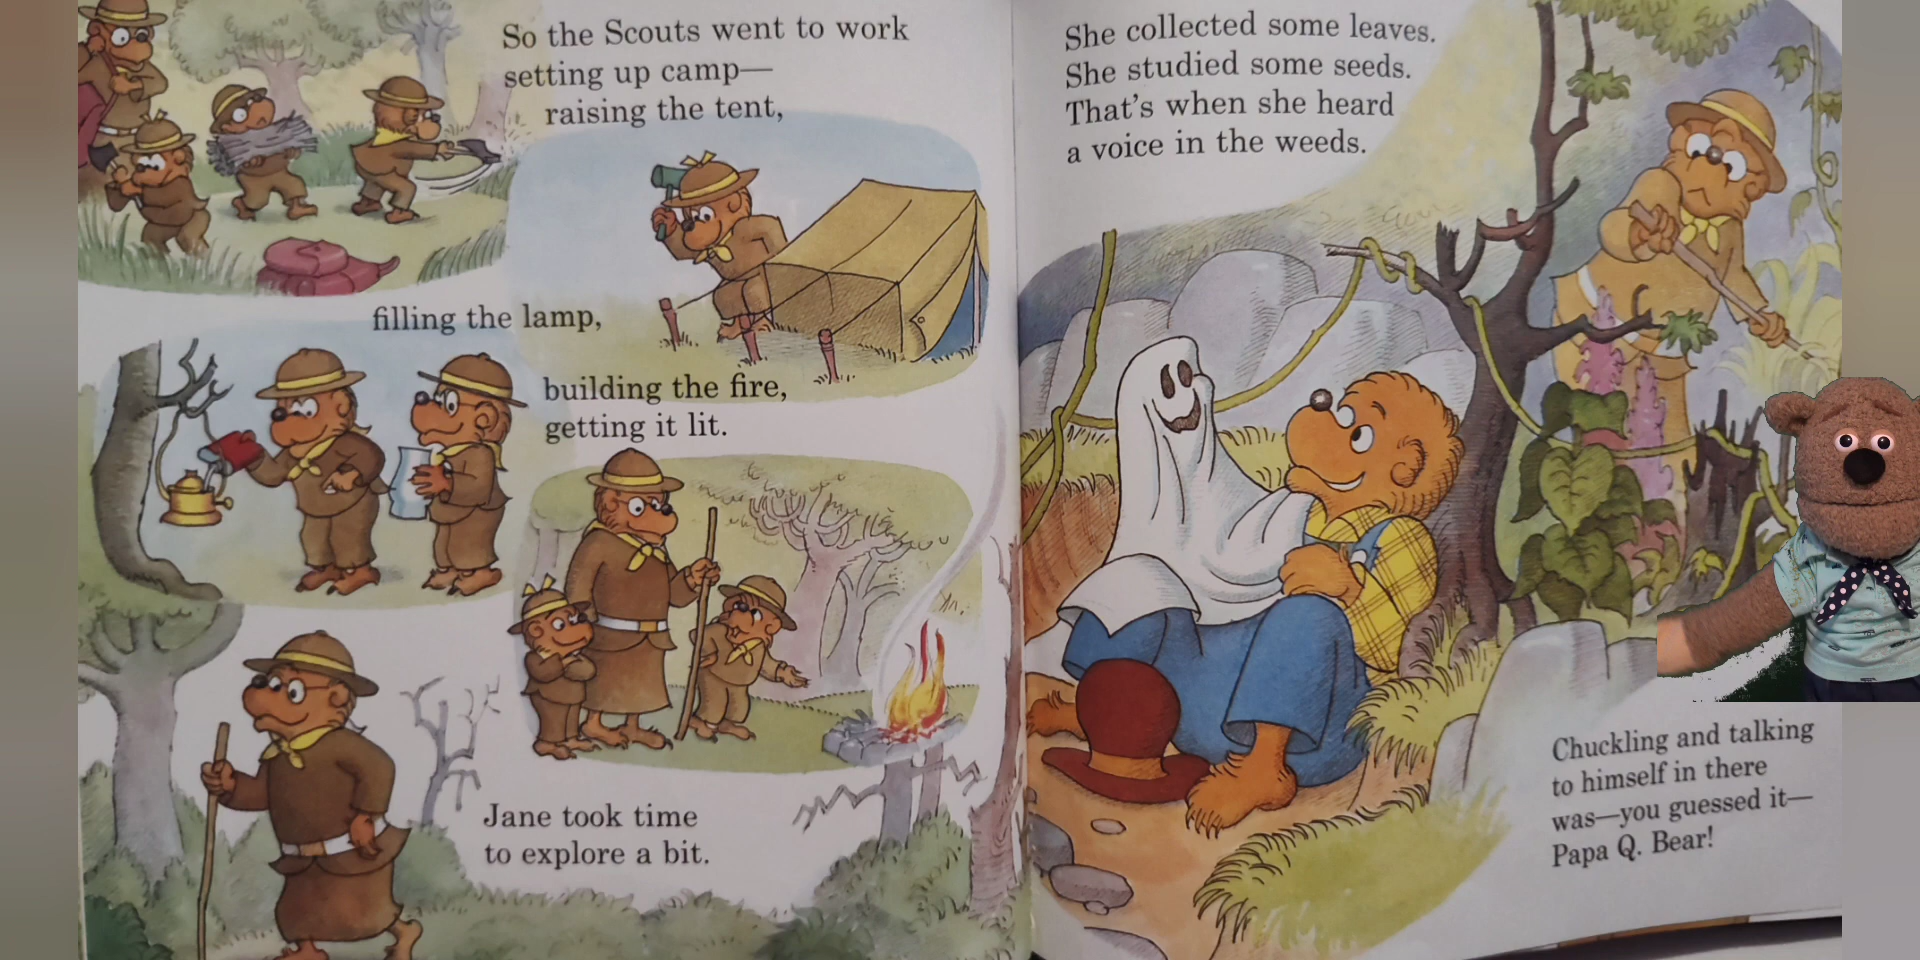 So the Scouts went to work
setting up camp—
raising the tent,
filling the lamp,
building the fire,
getting it lit.
Jane took time
to explore a bit.
She collected some leaves.
She studied some seeds.
That's when she heard
a voice in the weeds.
Chuckling and talking
to himself in there
was—you guessed it—
Papa Q. Bear!